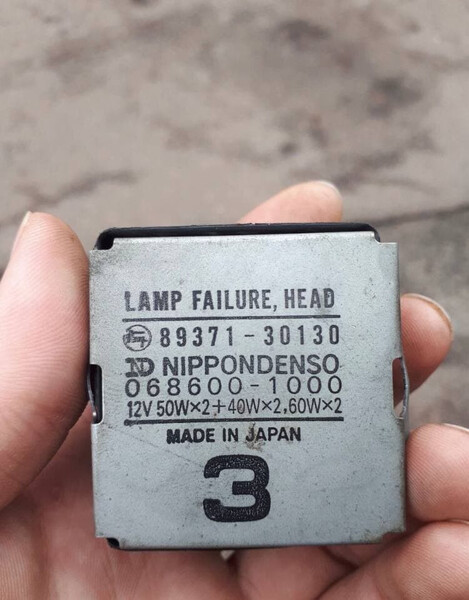 LAMP FAILURE, HEAD
89371-30130
ND NIPPONDENSO
068600-1000
12V 50W×2+40W×2,60W×2
MADE IN JAPAN
3